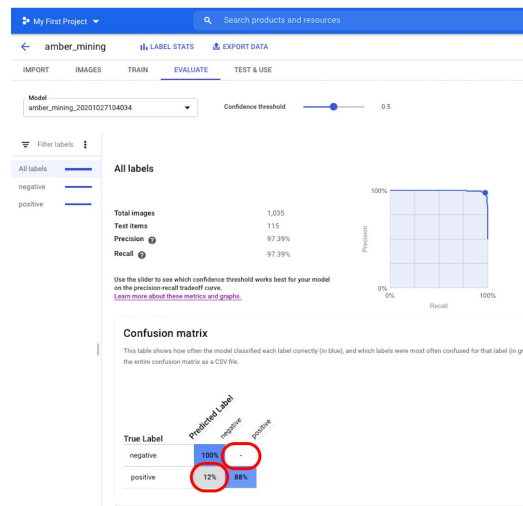 My First Project
Search products and resources
amber_mining
LABEL STATS
EXPORT DATA
IMPORT
IMAGES
TRAIN
EVALUATE
TEST & USE
Model
amber_mining_20201027104034
Confidence threshold
0.5
Filter labels
All labels
negative
positive
All labels
Total images 1,035
Test items 115
Precision ? 97.39%
Recall ? 97.39%
Use the slider to see which confidence threshold works best for your model
on the precision-recall tradeoff curve.
Learn more about these metrics and graphs.
100%
Precision
0%
0%
100%
Recall
Confusion matrix
This table shows how often the model classified each label correctly (in blue), and which labels were most often confused for that label (in gr
the entire confusion matrix as a CSV file.
True Label
Predicted Label
negative
positive
negative 100% -
positive 12% 88%